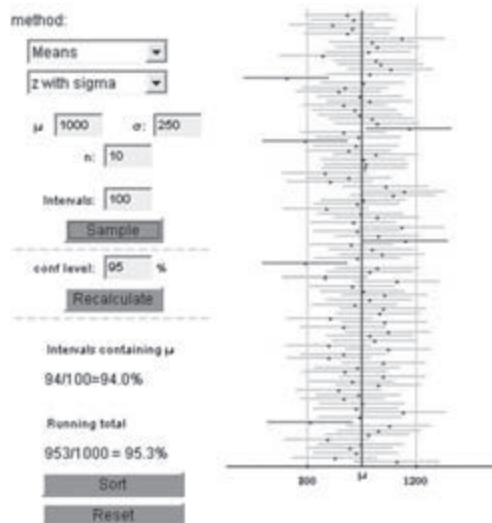 method:
Means
z with sigma
μ 1000 σ: 250
n: 10
Intervals: 100
Sample
conf level: 95 %
Recalculate
Intervals containing μ
94/100=94.0%
Running total
953/1000 = 95.3%
Sort
Reset
800 μ 1200